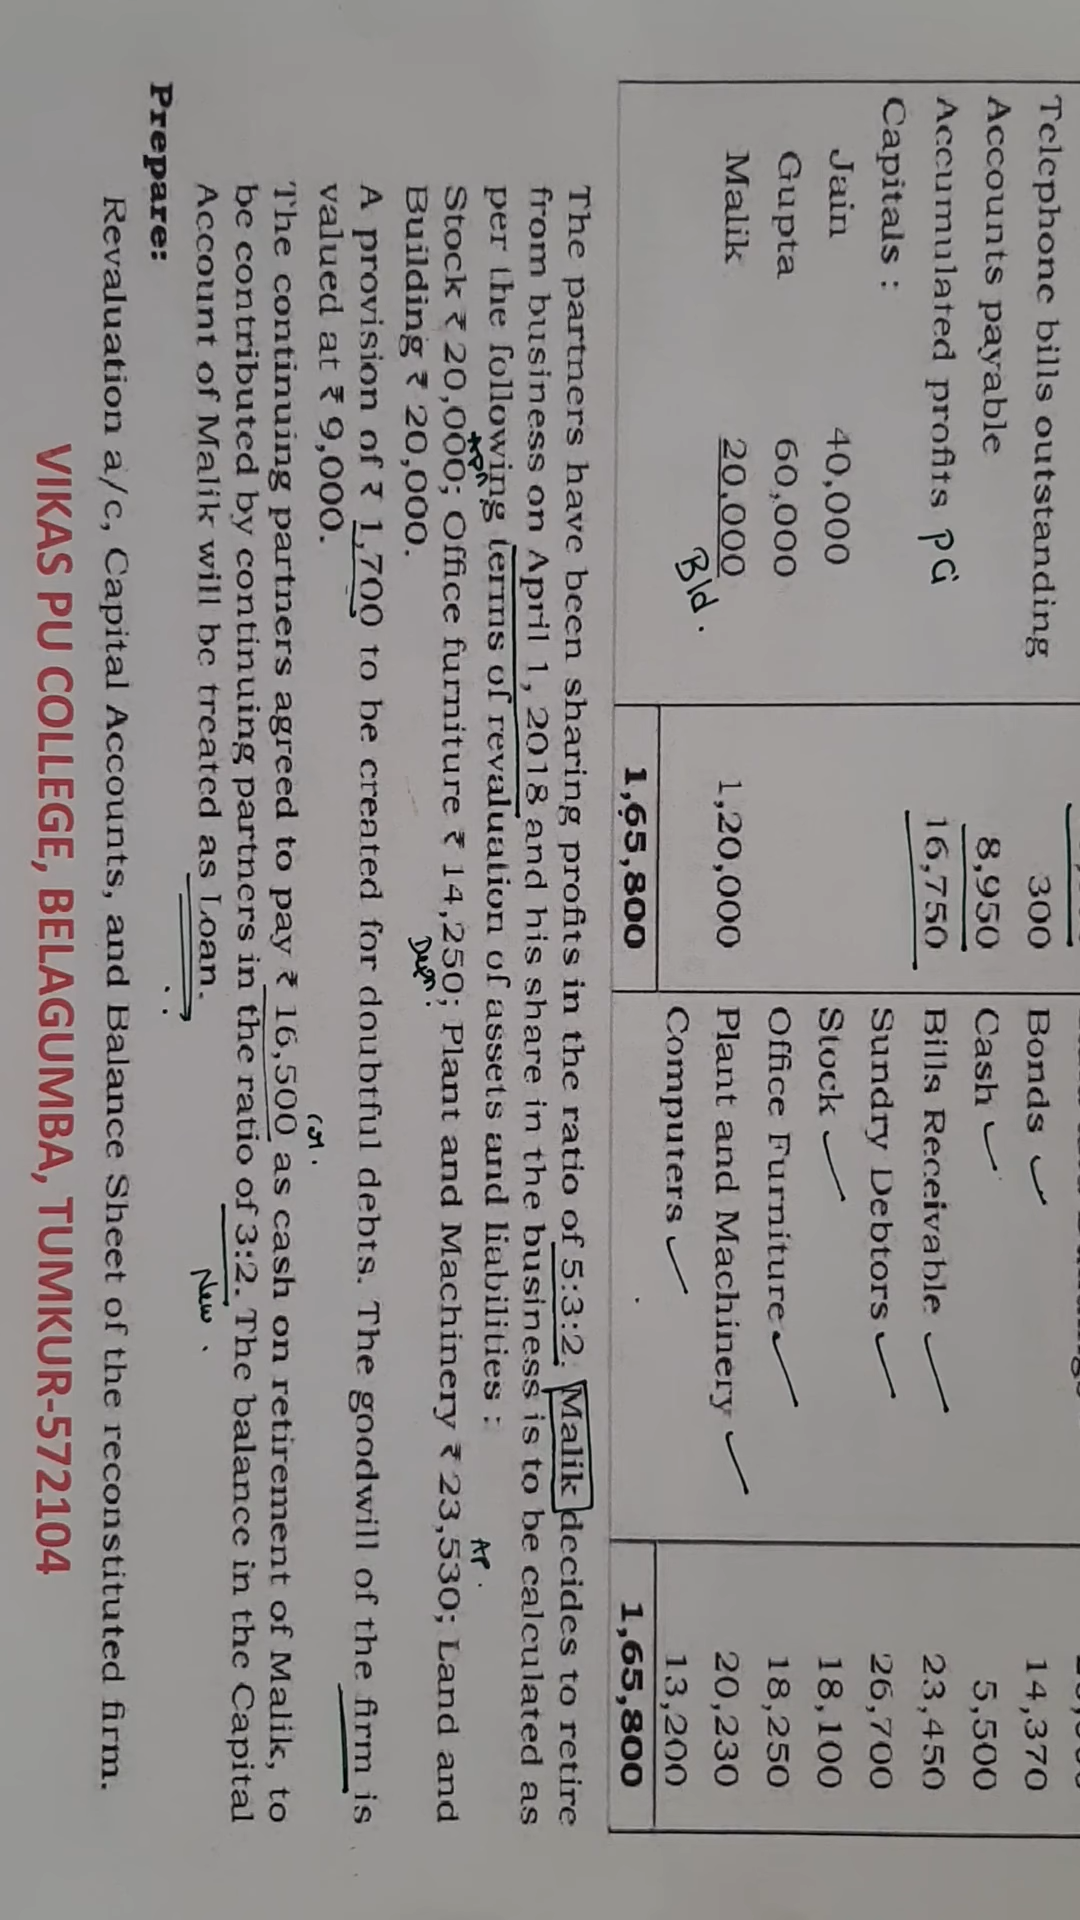 Telephone bills outstanding 300 Bonds 14,370
Accounts payable 8,950 Cash 5,500
Accumulated profits PG 16,750 Bills Receivable 23,450
Capitals : Sundry Debtors 26,700
Jain 40,000 Stock 18,100
Gupta 60,000 Office Furniture 18,250
Malik 20,000 1,20,000 Plant and Machinery 20,230
Bld. Computers 13,200
1,65,800 1,65,800
The partners have been sharing profits in the ratio of 5:3:2. Malik decides to retire
from business on April 1, 2018 and his share in the business is to be calculated as
per the following terms of revaluation of assets and liabilities :
Apn AP.
Stock ₹ 20,000; Office furniture ₹ 14,250; Plant and Machinery ₹ 23,530; Land and
Depn.
Building ₹ 20,000.
A provision of ₹ 1,700 to be created for doubtful debts. The goodwill of the firm is
valued at ₹ 9,000.
The continuing partners agreed to pay ₹ 16,500 as cash on retirement of Malik, to
be contributed by continuing partners in the ratio of 3:2. The balance in the Capital
New.
Account of Malik will be treated as Loan.
Prepare:
Revaluation a/c, Capital Accounts, and Balance Sheet of the reconstituted firm.
VIKAS PU COLLEGE, BELAGUMBA, TUMKUR-572104